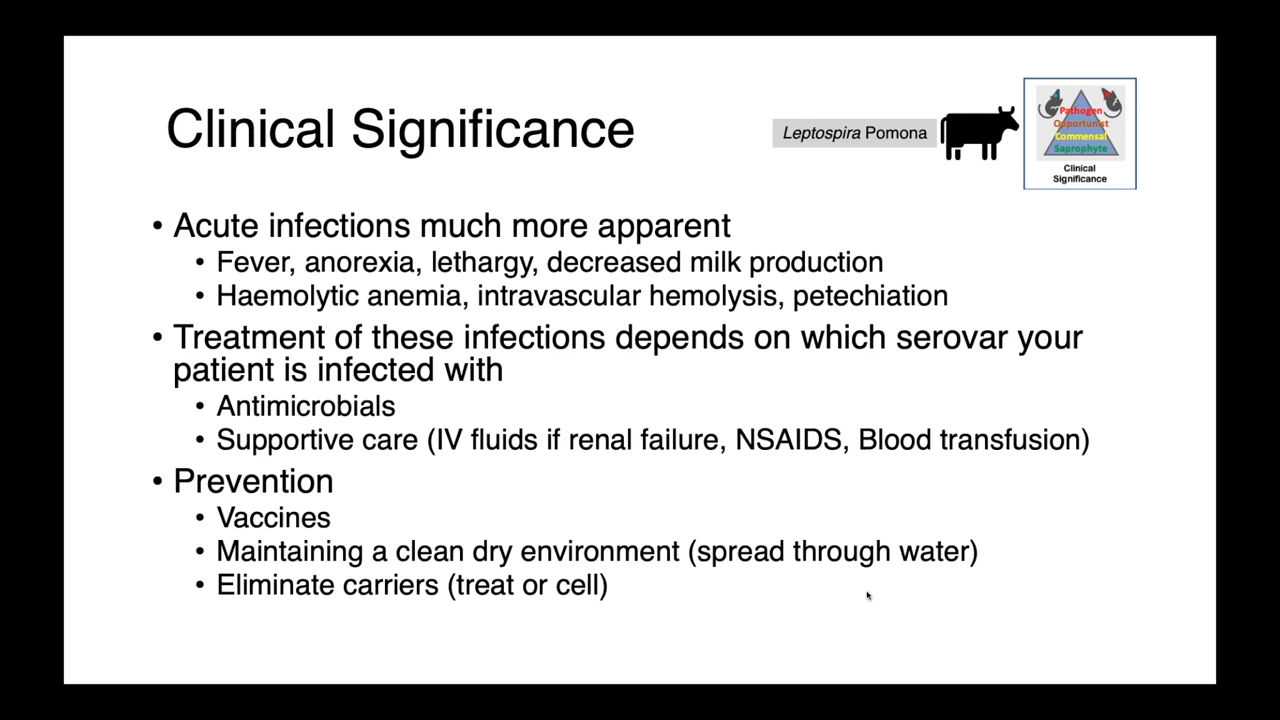 Clinical Significance
Leptospira Pomona
Pathogen
Opportunist
Commensal
Saprophyte
Clinical
Significance
• Acute infections much more apparent
• Fever, anorexia, lethargy, decreased milk production
• Haemolytic anemia, intravascular hemolysis, petechiation
• Treatment of these infections depends on which serovar your
patient is infected with
• Antimicrobials
• Supportive care (IV fluids if renal failure, NSAIDS, Blood transfusion)
• Prevention
• Vaccines
• Maintaining a clean dry environment (spread through water)
• Eliminate carriers (treat or cell)